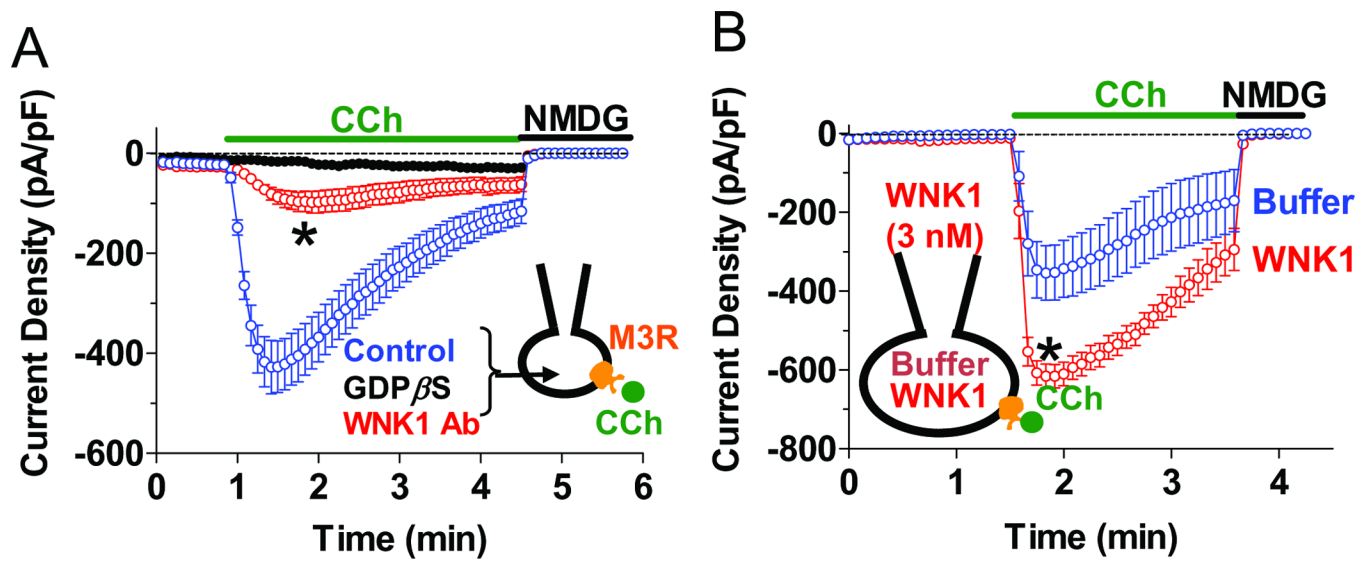 A
CCh
NMDG
Current Density (pA/pF)
0
-200
-400
-600
*
Control
GDPβS
WNK1 Ab
M3R
CCh
0 1 2 3 4 5 6
Time (min)
B
CCh
NMDG
Current Density (pA/pF)
0
-200
-400
-600
-800
WNK1
(3 nM)
Buffer
WNK1
Buffer
WNK1
*
CCh
0 1 2 3 4
Time (min)